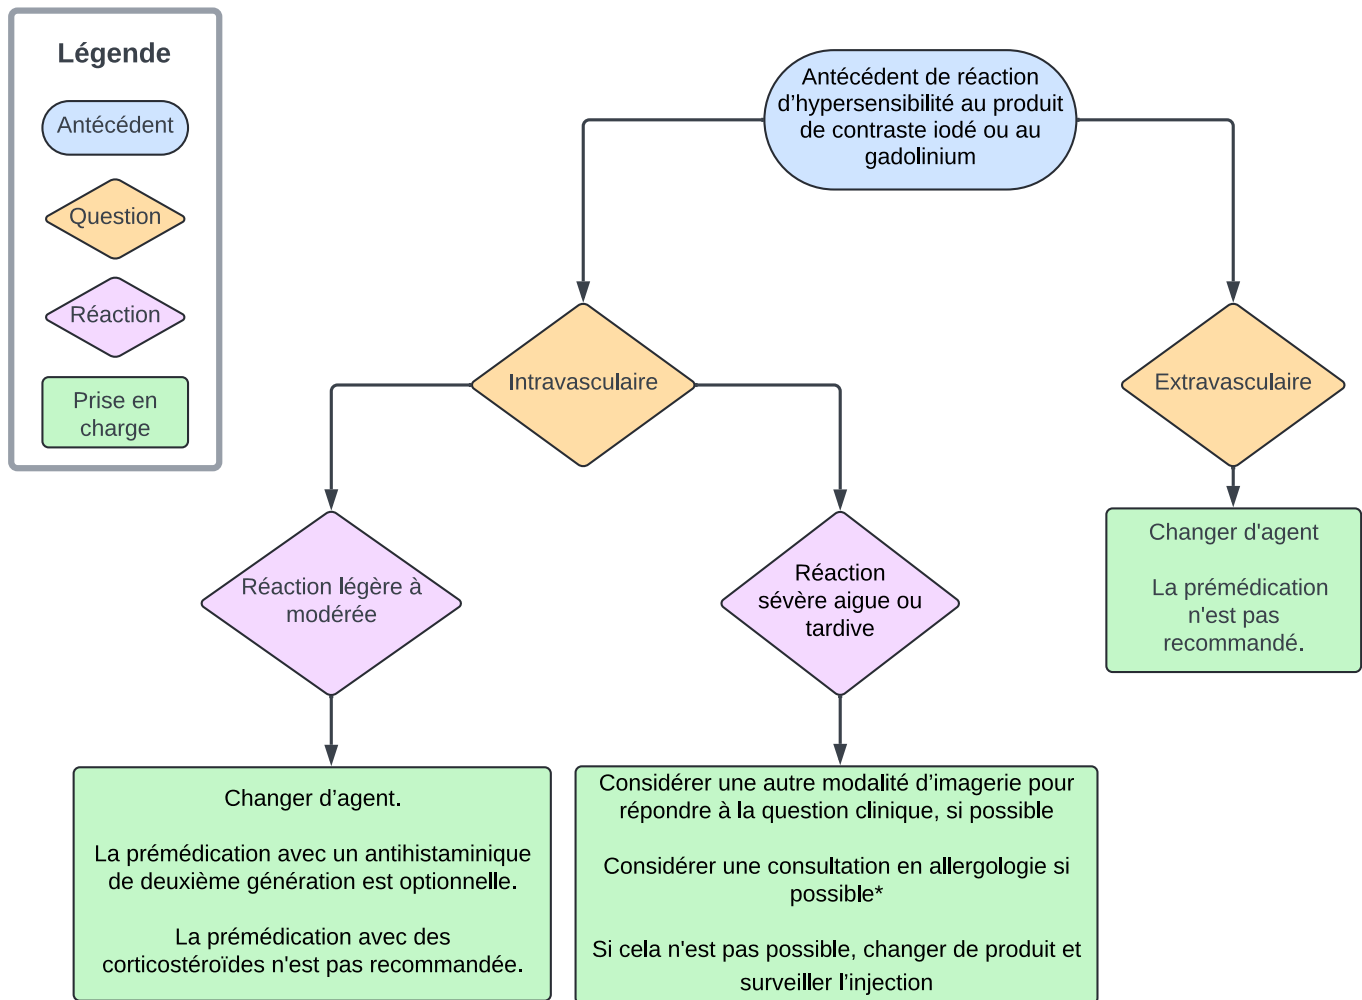 Légende
Antécédent
Question
Réaction
Prise en
charge
Antécédent de réaction
d’hypersensibilité au produit
de contraste iodé ou au
gadolinium
Intravasculaire
Extravasculaire
Réaction légère à
modérée
Réaction
sévère aigue ou
tardive
Changer d'agent
La prémédication
n'est pas
recommandé.
Changer d’agent.
La prémédication avec un antihistaminique
de deuxième génération est optionnelle.
La prémédication avec des
corticostéroïdes n'est pas recommandée.
Considérer une autre modalité d’imagerie pour
répondre à la question clinique, si possible
Considérer une consultation en allergologie si
possible*
Si cela n'est pas possible, changer de produit et
surveiller l’injection